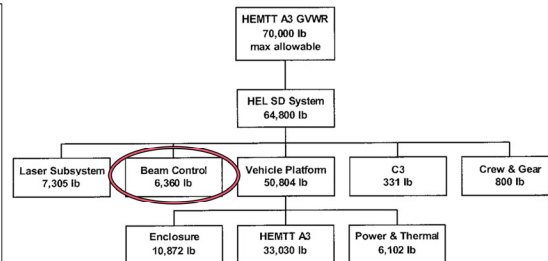 HEMTT A3 GVWR
70,000 lb
max allowable
HEL SD System
64,800 lb
Laser Subsystem
7,305 lb
Beam Control
6,360 lb
Vehicle Platform
50,804 lb
C3
331 lb
Crew & Gear
800 lb
Enclosure
10,872 lb
HEMTT A3
33,030 lb
Power & Thermal
6,102 lb